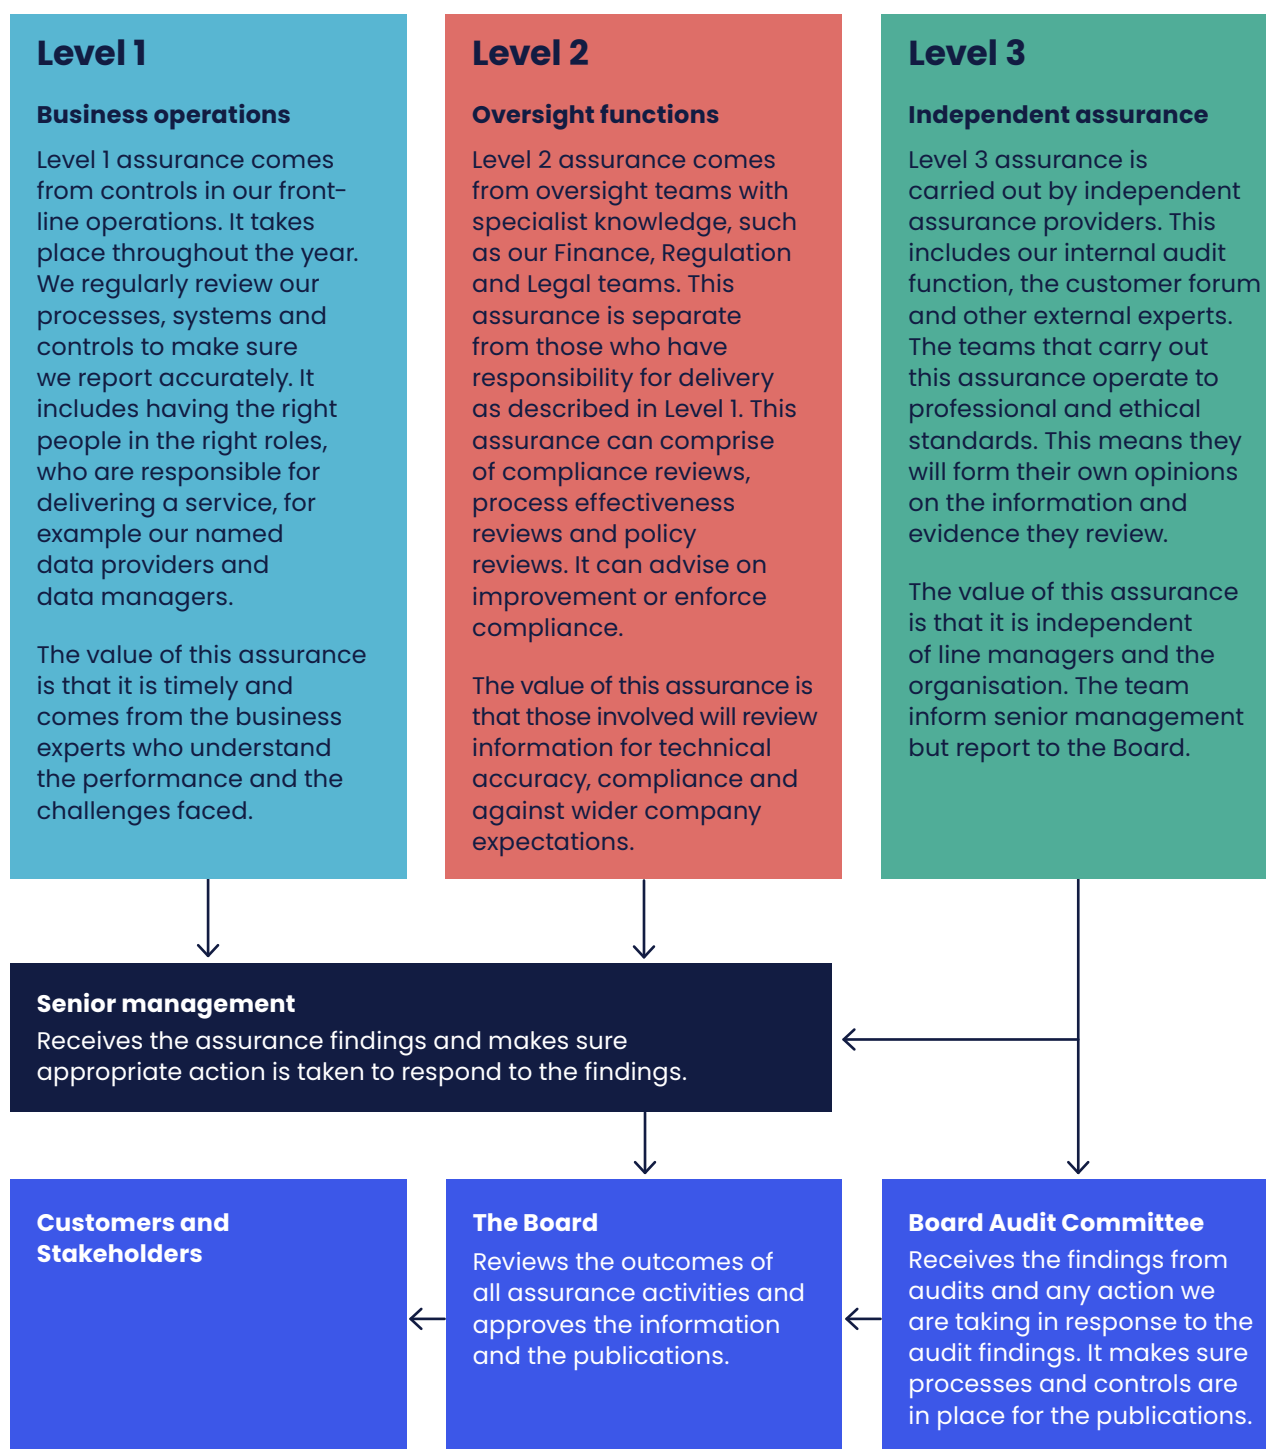 Level 1
Business operations
Level 1 assurance comes
from controls in our front-
line operations. It takes
place throughout the year.
We regularly review our
processes, systems and
controls to make sure
we report accurately. It
includes having the right
people in the right roles,
who are responsible for
delivering a service, for
example our named
data providers and
data managers.
The value of this assurance
is that it is timely and
comes from the business
experts who understand
the performance and the
challenges faced.
Level 2
Oversight functions
Level 2 assurance comes
from oversight teams with
specialist knowledge, such
as our Finance, Regulation
and Legal teams. This
assurance is separate
from those who have
responsibility for delivery
as described in Level 1. This
assurance can comprise
of compliance reviews,
process effectiveness
reviews and policy
reviews. It can advise on
improvement or enforce
compliance.
The value of this assurance is
that those involved will review
information for technical
accuracy, compliance and
against wider company
expectations.
Level 3
Independent assurance
Level 3 assurance is
carried out by independent
assurance providers. This
includes our internal audit
function, the customer forum
and other external experts.
The teams that carry out
this assurance operate to
professional and ethical
standards. This means they
will form their own opinions
on the information and
evidence they review.
The value of this assurance
is that it is independent
of line managers and the
organisation. The team
inform senior management
but report to the Board.
Senior management
Receives the assurance findings and makes sure
appropriate action is taken to respond to the findings.
Customers and
Stakeholders
The Board
Reviews the outcomes of
all assurance activities and
approves the information
and the publications.
Board Audit Committee
Receives the findings from
audits and any action we
are taking in response to the
audit findings. It makes sure
processes and controls are
in place for the publications.